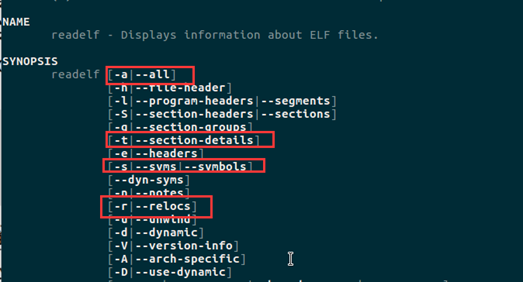 NAME
readelf - Displays information about ELF files.
SYNOPSIS
readelf [-a|--all]
[-h|--file-header]
[-l|--program-headers|--segments]
[-S|--section-headers|--sections]
[-g|--section-groups]
[-t|--section-details]
[-e|--headers]
[-s|--syms|--symbols]
[--dyn-syms]
[-n|--notes]
[-r|--relocs]
[-u|--unwind]
[-d|--dynamic]
[-V|--version-info]
[-A|--arch-specific]
[-D|--use-dynamic]